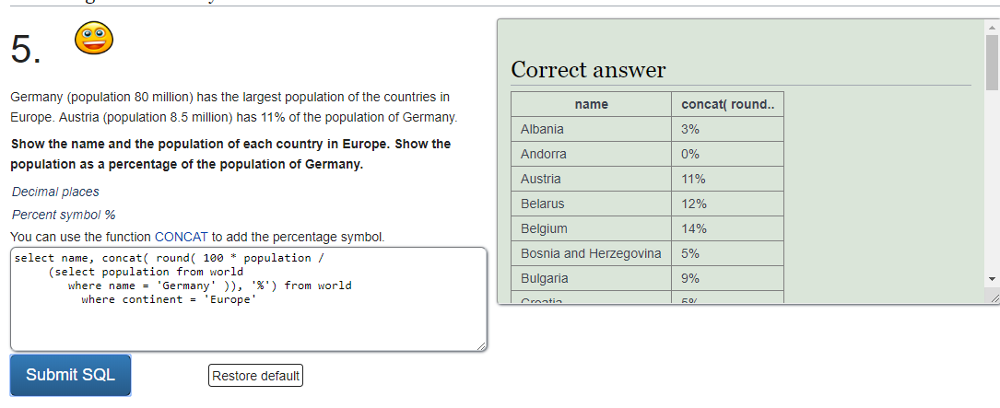 5.
Germany (population 80 million) has the largest population of the countries in
Europe. Austria (population 8.5 million) has 11% of the population of Germany.
Show the name and the population of each country in Europe. Show the
population as a percentage of the population of Germany.
Decimal places
Percent symbol %
You can use the function CONCAT to add the percentage symbol.
select name, concat( round( 100 * population /
(select population from world
where name = 'Germany' )), '%') from world
where continent = 'Europe'
Submit SQL
Restore default
Correct answer
name concat( round..
Albania 3%
Andorra 0%
Austria 11%
Belarus 12%
Belgium 14%
Bosnia and Herzegovina 5%
Bulgaria 9%
Croatia 5%